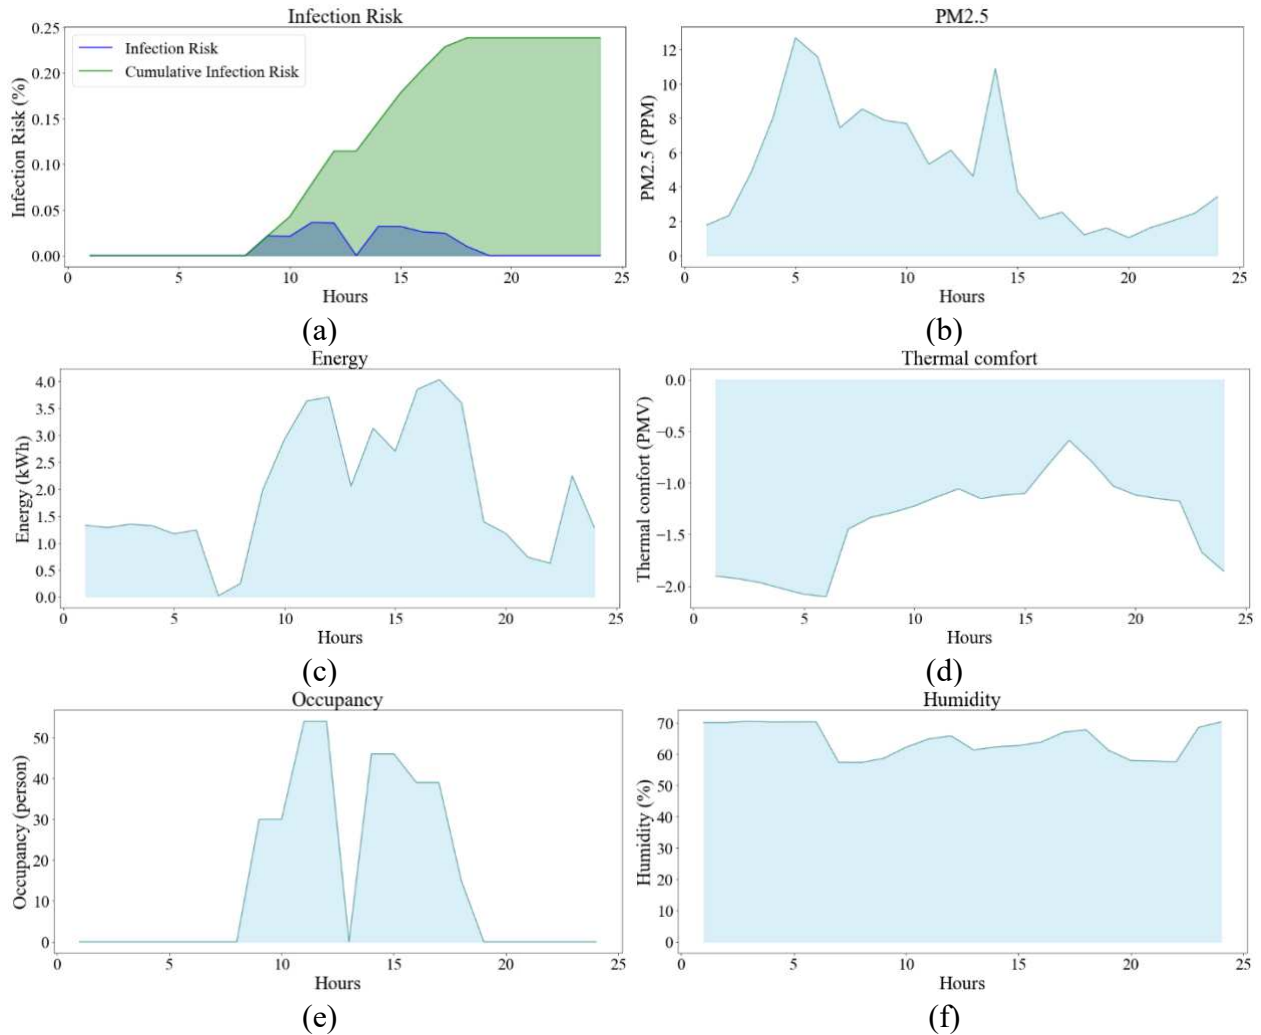 Infection Risk
0.25
0.20
0.15
0.10
0.05
0.00
Infection Risk (%)
Infection Risk
Cumulative Infection Risk
0 5 10 15 20 25
Hours
(a)
PM2.5
12
10
8
6
4
2
0
PM2.5 (PPM)
0 5 10 15 20 25
Hours
(b)
Energy
4.0
3.5
3.0
2.5
2.0
1.5
1.0
0.5
0.0
Energy (kWh)
0 5 10 15 20 25
Hours
(c)
Thermal comfort
0.0
−0.5
−1.0
−1.5
−2.0
Thermal comfort (PMV)
0 5 10 15 20 25
Hours
(d)
Occupancy
50
40
30
20
10
0
Occupancy (person)
0 5 10 15 20 25
Hours
(e)
Humidity
70
60
50
40
30
20
10
0
Humidity (%)
0 5 10 15 20 25
Hours
(f)